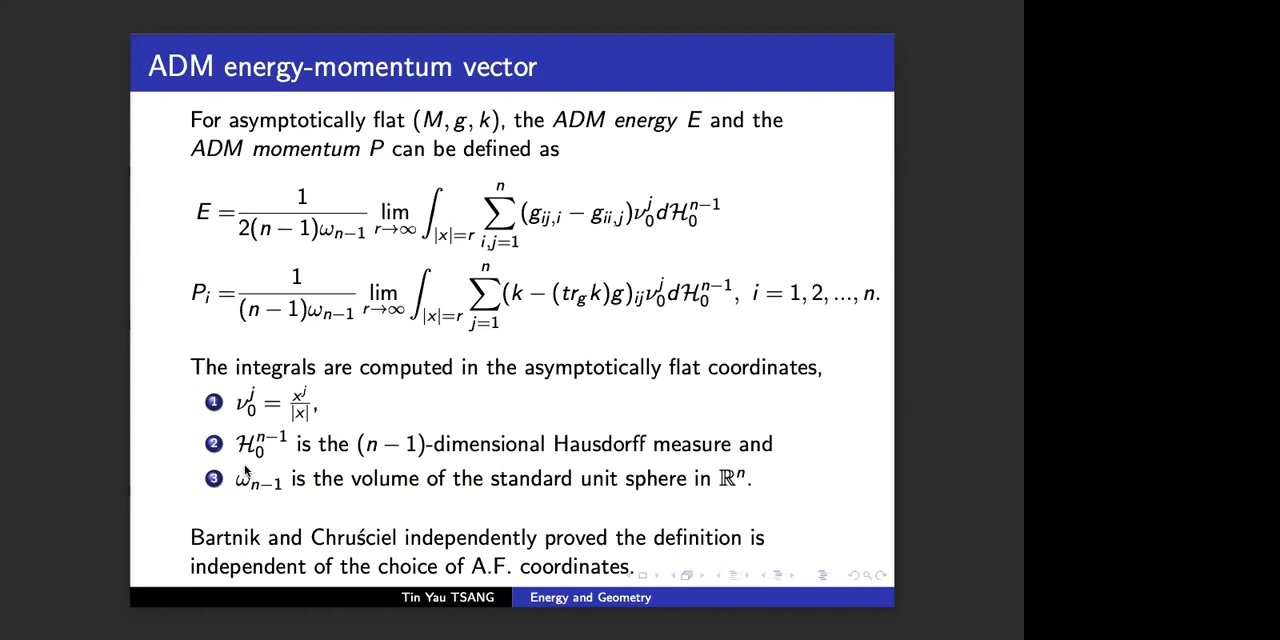 ADM energy-momentum vector
For asymptotically flat (M, g, k), the ADM energy E and the
ADM momentum P can be defined as
E = \frac{1}{2(n − 1)ω_{n−1}} \lim_{r→∞} ∫_{|x|=r} \sum_{i,j=1}^{n} (g_{ij,i} − g_{ii,j})ν_0^j dℋ_0^{n−1}
P_i = \frac{1}{(n − 1)ω_{n−1}} \lim_{r→∞} ∫_{|x|=r} \sum_{j=1}^{n} (k − (tr_g k)g)_{ij} ν_0^j dℋ_0^{n−1}, i = 1, 2, ..., n.
The integrals are computed in the asymptotically flat coordinates,
1 ν_0^j = \frac{x^j}{|x|},
2 ℋ_0^{n−1} is the (n − 1)-dimensional Hausdorff measure and
3 ω_{n−1} is the volume of the standard unit sphere in ℝ^n.
Bartnik and Chruściel independently proved the definition is
independent of the choice of A.F. coordinates.
Tin Yau TSANG Energy and Geometry